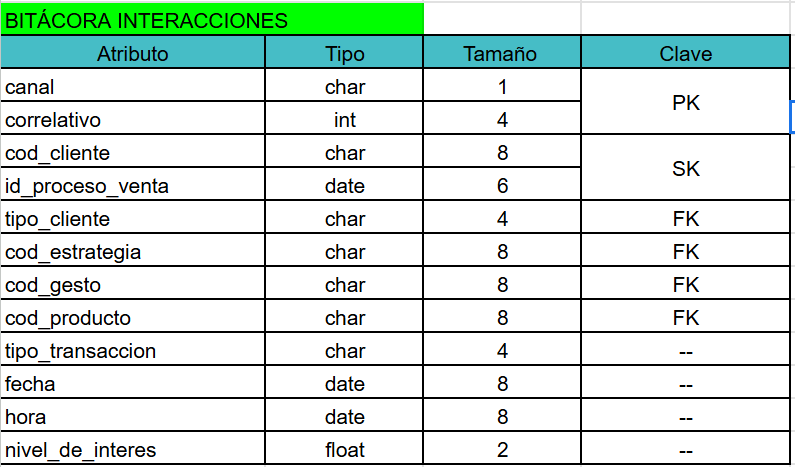 BITÁCORA INTERACCIONES
Atributo Tipo Tamaño Clave
canal char 1 PK
correlativo int 4
cod_cliente char 8 SK
id_proceso_venta date 6
tipo_cliente char 4 FK
cod_estrategia char 8 FK
cod_gesto char 8 FK
cod_producto char 8 FK
tipo_transaccion char 4 --
fecha date 8 --
hora date 8 --
nivel_de_interes float 2 --